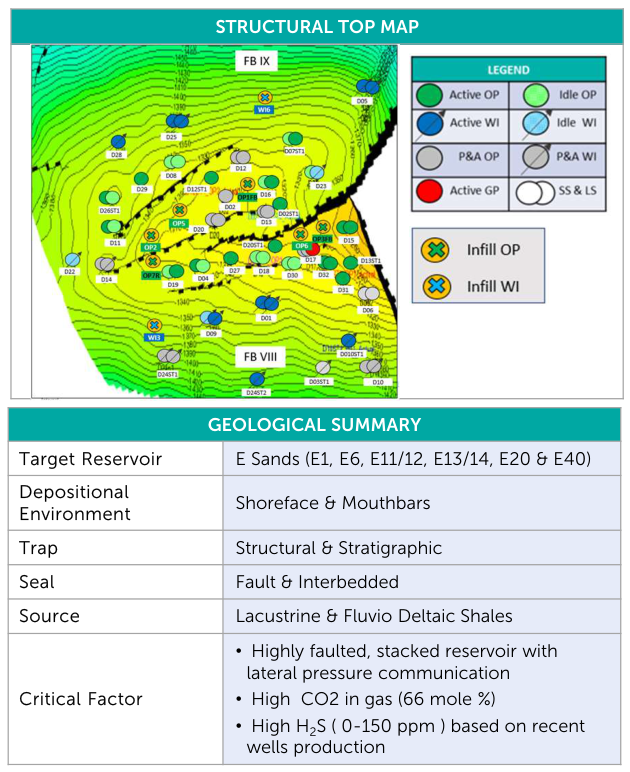 STRUCTURAL TOP MAP
FB IX
WI6
D05
D25
D28
D07ST1
D12
D08
D23
D29
D12ST1
D16
OP1FB
D26ST1
D02
OP5
D13
D02ST1
D20
D11
OP2
OP6
OP3FB
D15
D20ST1
D22
D14
OP7R
D19
D04
D27
D18
D17
D30
D32
D13ST1
D31
D06
D01
D09
WI3
D010ST1
FB VIII
D24ST1
D03ST1
D10
D24ST2
LEGEND
Active OP
Idle OP
Active WI
Idle WI
P&A OP
P&A WI
Active GP
SS & LS
Infill OP
Infill WI
GEOLOGICAL SUMMARY
Target Reservoir
E Sands (E1, E6, E11/12, E13/14, E20 & E40)
Depositional
Environment
Shoreface & Mouthbars
Trap
Structural & Stratigraphic
Seal
Fault & Interbedded
Source
Lacustrine & Fluvio Deltaic Shales
Critical Factor
• Highly faulted, stacked reservoir with
lateral pressure communication
• High CO2 in gas (66 mole %)
• High H₂S ( 0-150 ppm ) based on recent
wells production